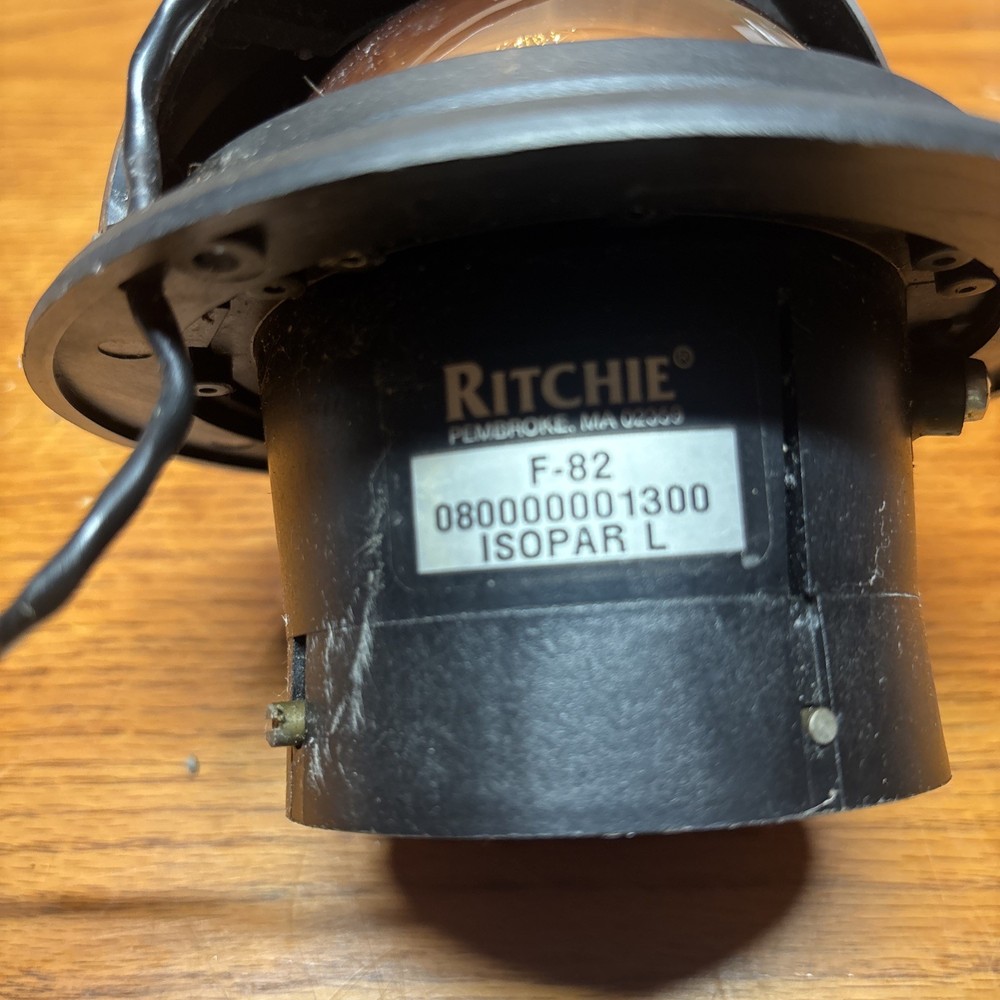 RITCHIE®
PEMBROKE, MA 02359
F-82
080000001300
ISOPAR L